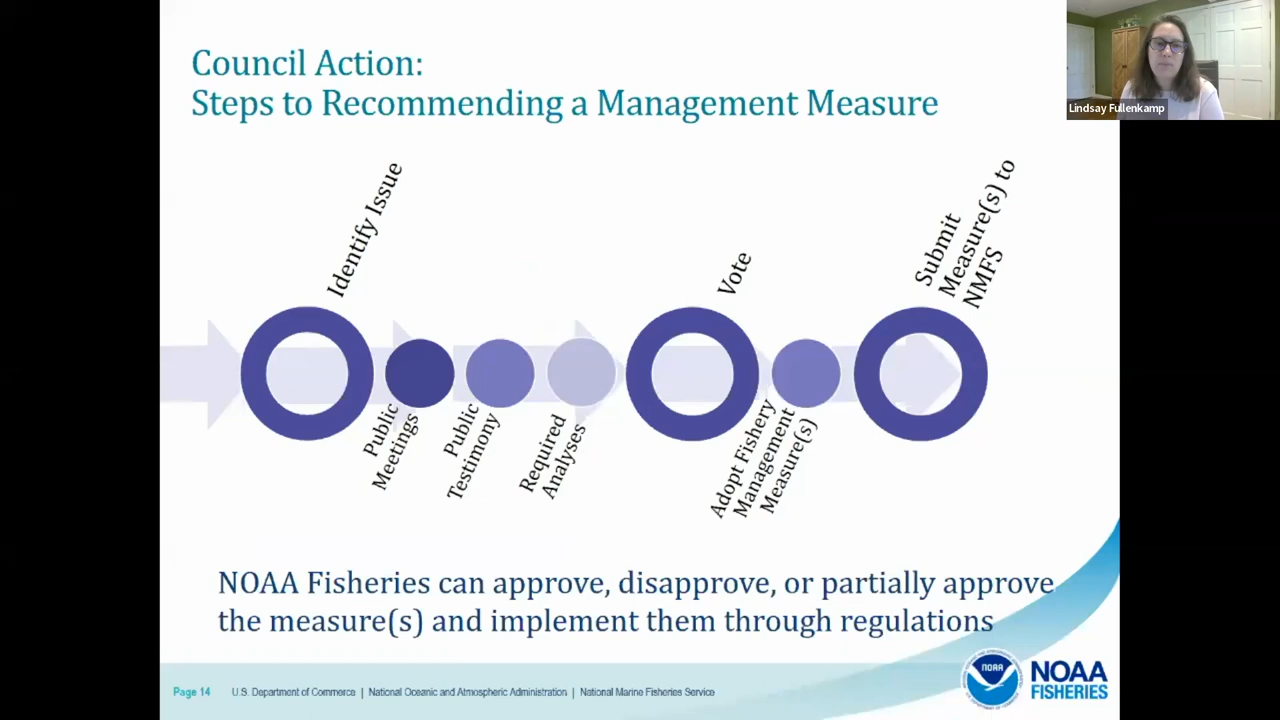 Council Action:
Steps to Recommending a Management Measure
Lindsay Fullenkamp
Identify Issue
Public
Meetings
Public
Testimony
Required
Analyses
Vote
Adopt Fishery
Management
Measure(s)
Submit
Measure(s) to
NMFS
NOAA Fisheries can approve, disapprove, or partially approve
the measure(s) and implement them through regulations
Page 14 U.S. Department of Commerce | National Oceanic and Atmospheric Administration | National Marine Fisheries Service
NOAA
NOAA
FISHERIES